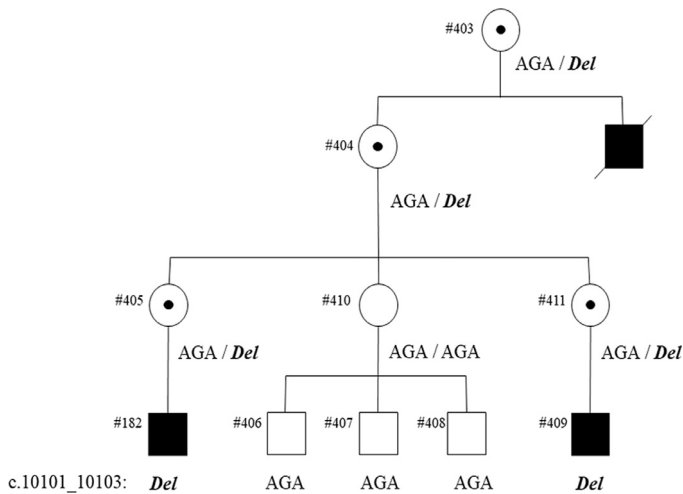 #403
AGA / Del
#404
AGA / Del
#405 #410 #411
AGA / Del AGA / AGA AGA / Del
#182 #406 #407 #408 #409
c.10101_10103: Del AGA AGA AGA Del